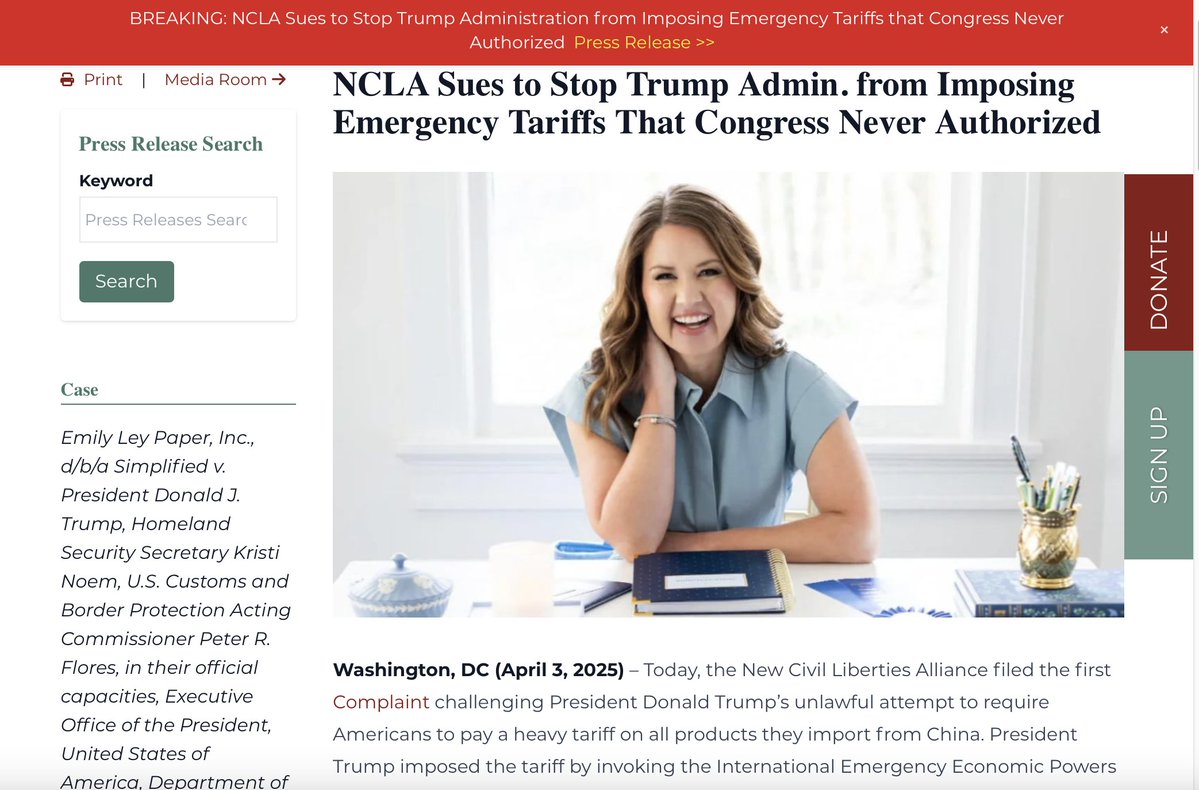 BREAKING: NCLA Sues to Stop Trump Administration from Imposing Emergency Tariffs that Congress Never
Authorized Press Release >>
×
Print | Media Room →
NCLA Sues to Stop Trump Admin. from Imposing
Emergency Tariffs That Congress Never Authorized
Press Release Search
Keyword
Press Releases Searc
Search
DONATE
SIGN UP
Case
Emily Ley Paper, Inc.,
d/b/a Simplified v.
President Donald J.
Trump, Homeland
Security Secretary Kristi
Noem, U.S. Customs and
Border Protection Acting
Commissioner Peter R.
Flores, in their official
capacities, Executive
Office of the President,
United States of
America, Department of
Washington, DC (April 3, 2025) – Today, the New Civil Liberties Alliance filed the first
Complaint challenging President Donald Trump’s unlawful attempt to require
Americans to pay a heavy tariff on all products they import from China. President
Trump imposed the tariff by invoking the International Emergency Economic Powers